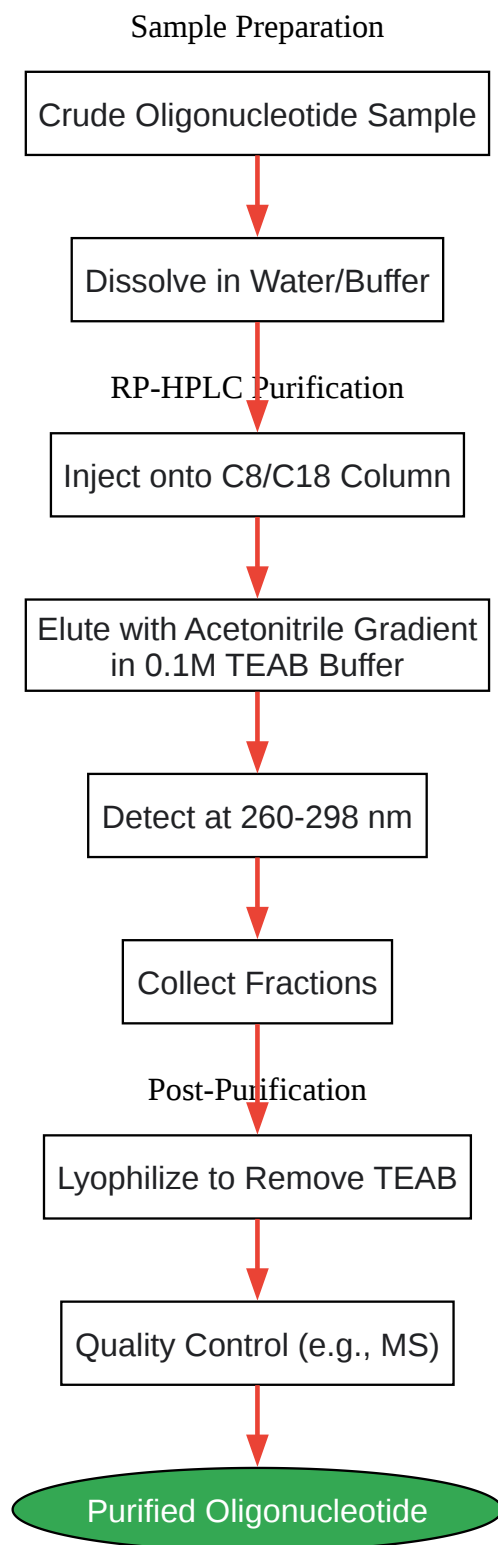 Sample Preparation
Crude Oligonucleotide Sample
Dissolve in Water/Buffer
RP-HPLC Purification
Inject onto C8/C18 Column
Elute with Acetonitrile Gradient
in 0.1M TEAB Buffer
Detect at 260-298 nm
Collect Fractions
Post-Purification
Lyophilize to Remove TEAB
Quality Control (e.g., MS)
Purified Oligonucleotide